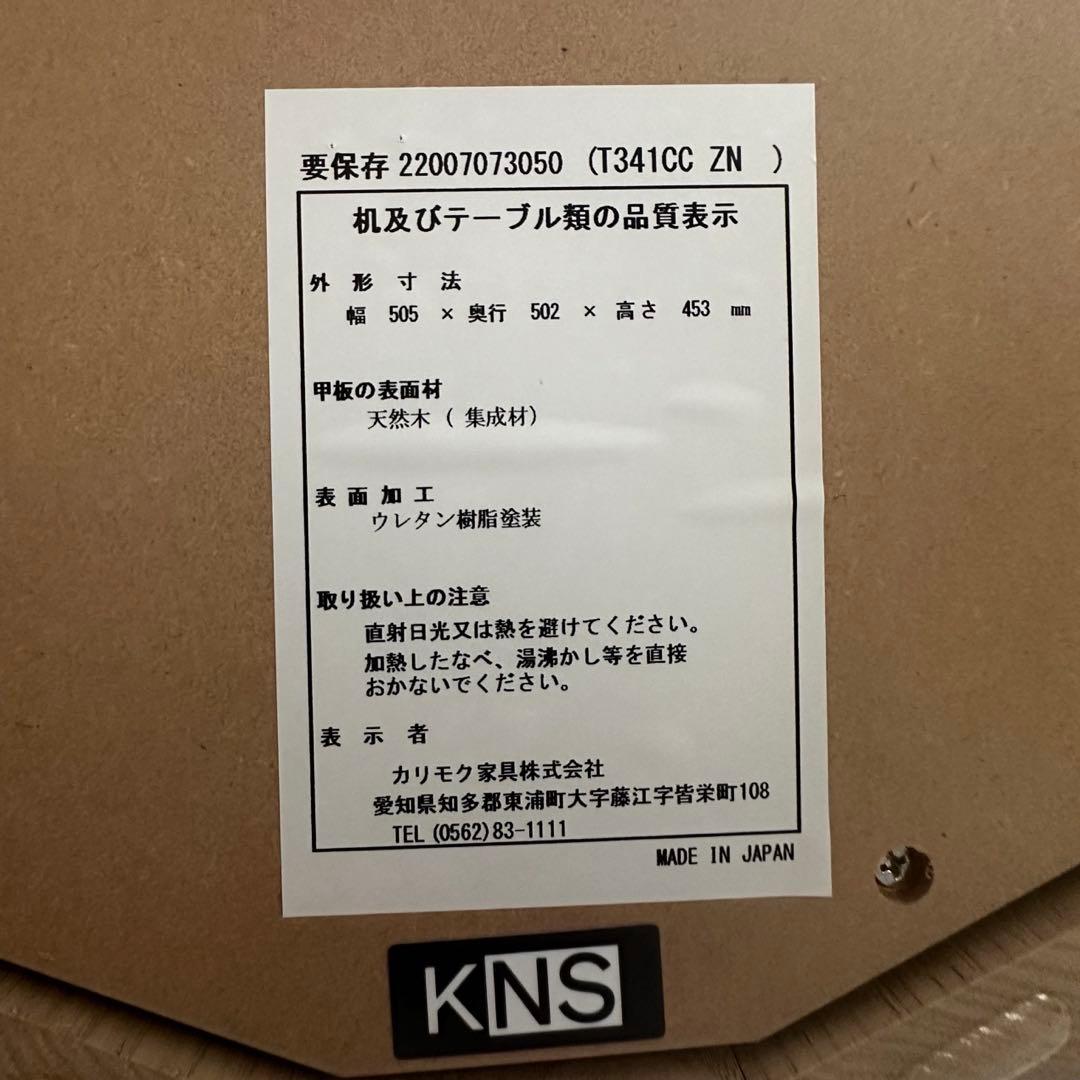 要保存 22007073050 (T341CC ZN )
机及びテーブル類の品質表示
外形寸法
幅 505 × 奥行 502 × 高さ 453 mm
甲板の表面材
天然木 ( 集成材)
表面加工
ウレタン樹脂塗装
取り扱い上の注意
直射日光又は熱を避けてください。
加熱したなべ、湯沸かし等を直接
おかないでください。
表示者
カリモク家具株式会社
愛知県知多郡東浦町大字藤江字皆栄町108
TEL (0562)83-1111
MADE IN JAPAN
KNS